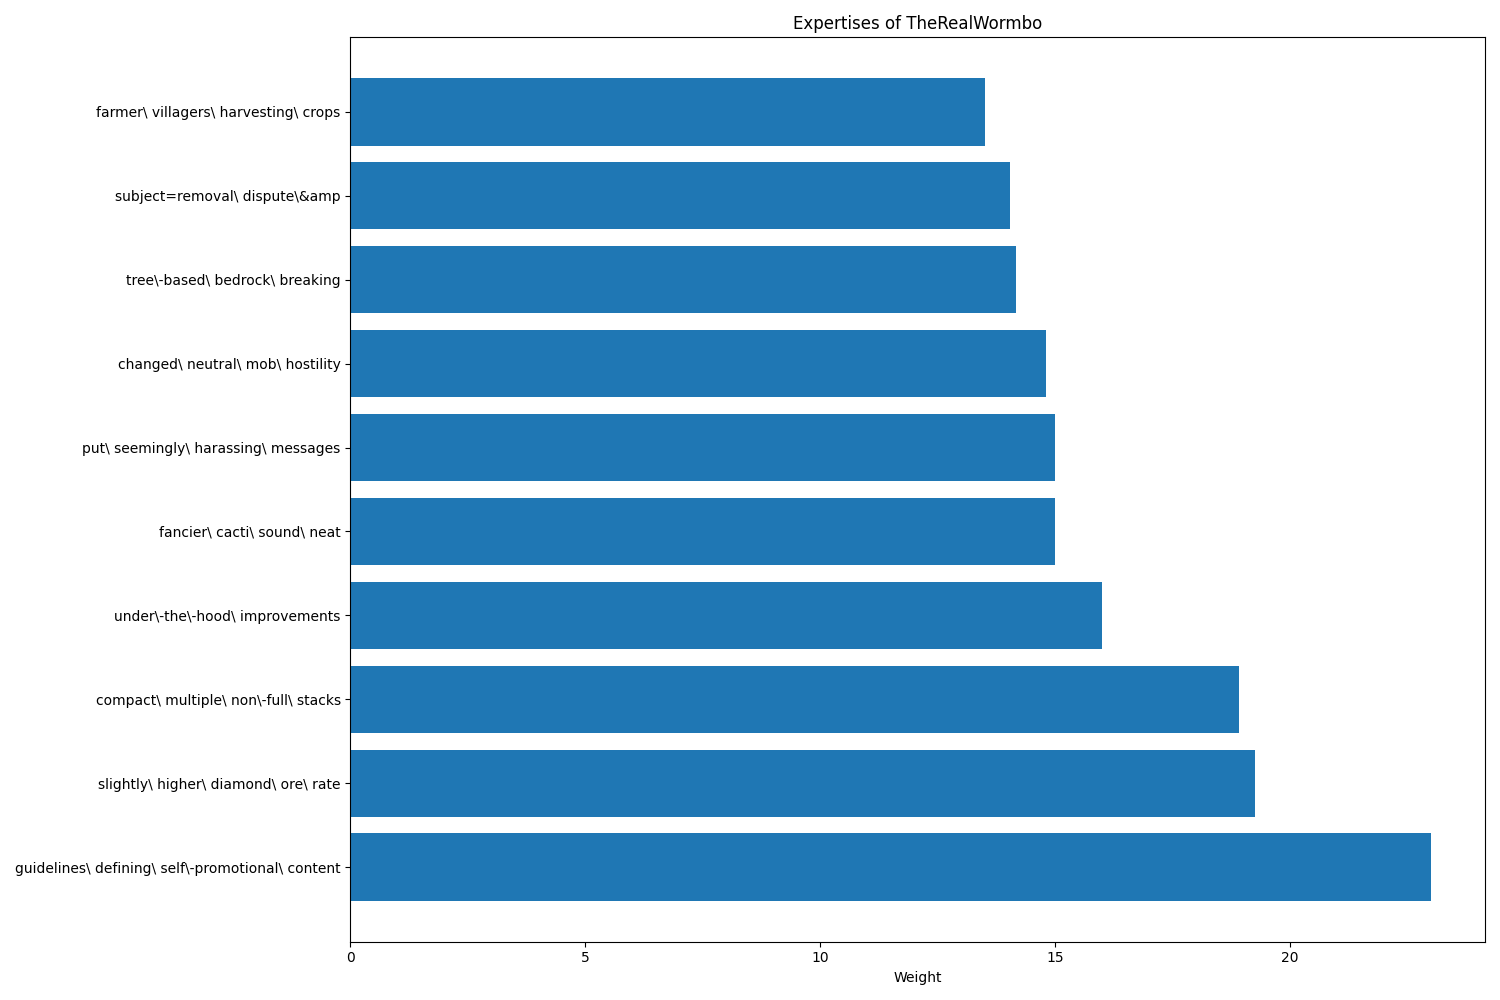 Expertises of TheRealWormbo
farmer\ villagers\ harvesting\ crops
subject=removal\ dispute\&amp
tree\-based\ bedrock\ breaking
changed\ neutral\ mob\ hostility
put\ seemingly\ harassing\ messages
fancier\ cacti\ sound\ neat
under\-the\-hood\ improvements
compact\ multiple\ non\-full\ stacks
slightly\ higher\ diamond\ ore\ rate
guidelines\ defining\ self\-promotional\ content
0 5 10 15 20
Weight